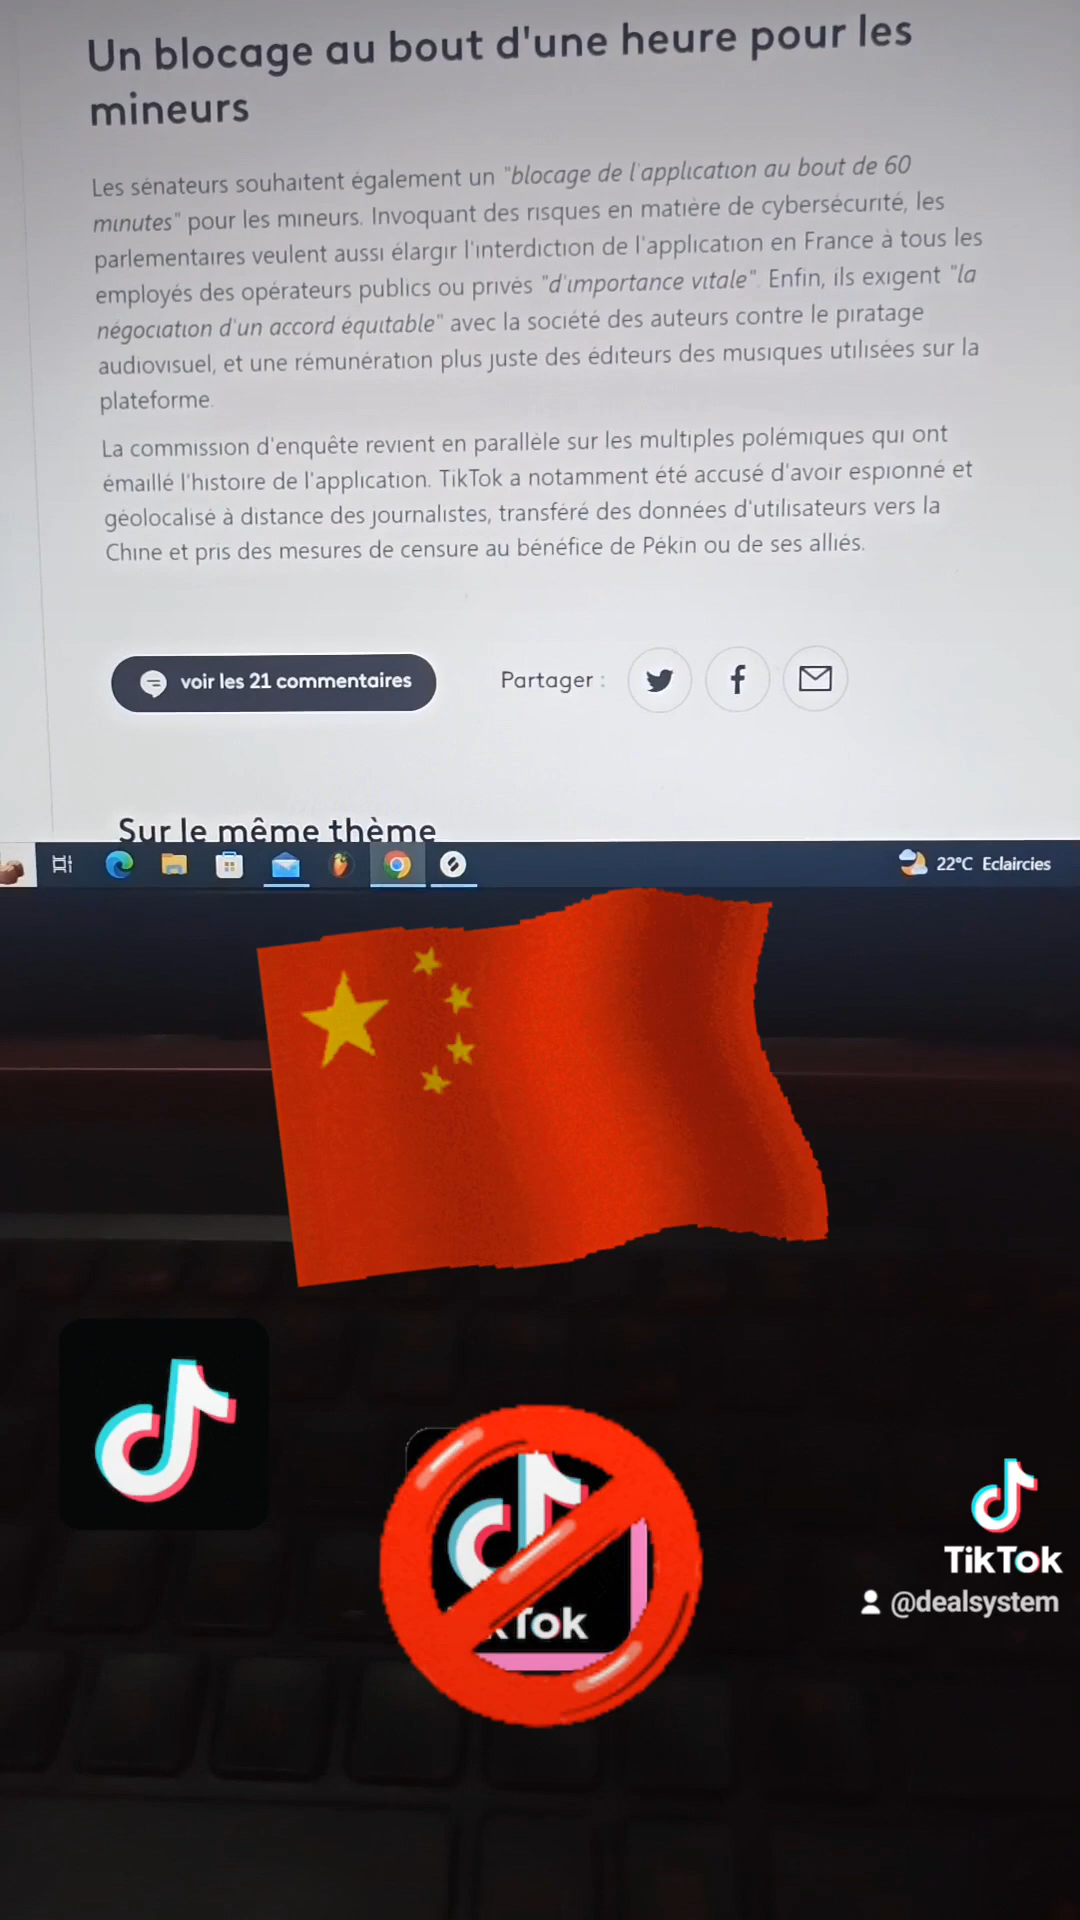 Un blocage au bout d'une heure pour les
mineurs
Les sénateurs souhaitent également un "blocage de l'application au bout de 60
minutes" pour les mineurs. Invoquant des risques en matière de cybersécurité, les
parlementaires veulent aussi élargir l'interdiction de l'application en France à tous les
employés des opérateurs publics ou privés "d'importance vitale". Enfin, ils exigent "la
négociation d'un accord équitable" avec la société des auteurs contre le piratage
audiovisuel, et une rémunération plus juste des éditeurs des musiques utilisées sur la
plateforme.
La commission d'enquête revient en parallèle sur les multiples polémiques qui ont
émaillé l'histoire de l'application. TikTok a notamment été accusé d'avoir espionné et
géolocalisé à distance des journalistes, transféré des données d'utilisateurs vers la
Chine et pris des mesures de censure au bénéfice de Pékin ou de ses alliés.
voir les 21 commentaires
Partager :
Sur le même thème
22°C Eclaircies
kTok
TikTok
@dealsystem